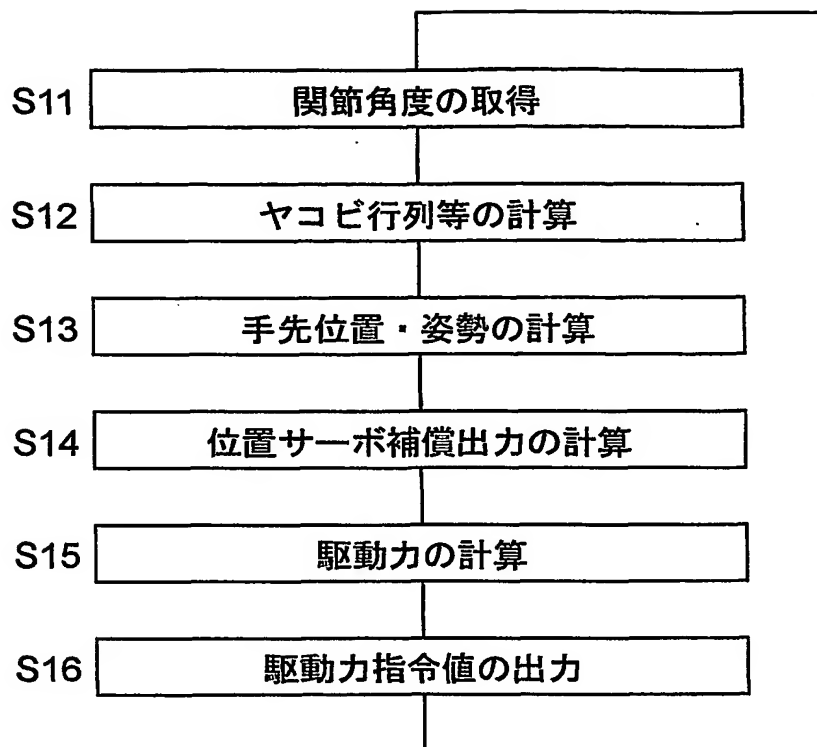 S11 関節角度の取得
S12 ヤコビ行列等の計算
S13 手先位置・姿勢の計算
S14 位置サーボ補償出力の計算
S15 駆動力の計算
S16 駆動力指令値の出力